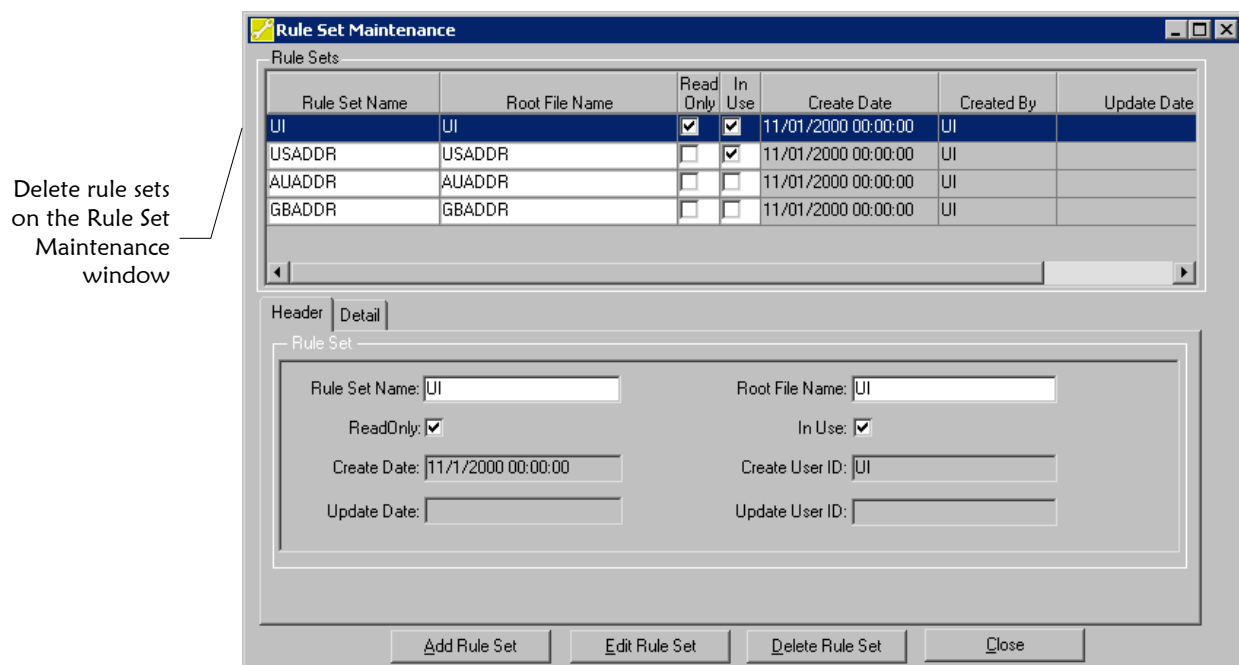 Rule Set Maintenance
Rule Sets
Rule Set Name Root File Name Read Only In Use Create Date Created By Update Date
UI UI 11/01/2000 00:00:00 UI
USADDR USADDR 11/01/2000 00:00:00 UI
AUADDR AUADDR 11/01/2000 00:00:00 UI
GBADDR GBADDR 11/01/2000 00:00:00 UI
Delete rule sets
on the Rule Set
Maintenance
window
Header Detail
Rule Set
Rule Set Name: UI Root File Name: UI
ReadOnly: In Use:
Create Date: 11/1/2000 00:00:00 Create User ID: UI
Update Date: Update User ID:
Add Rule Set Edit Rule Set Delete Rule Set Close